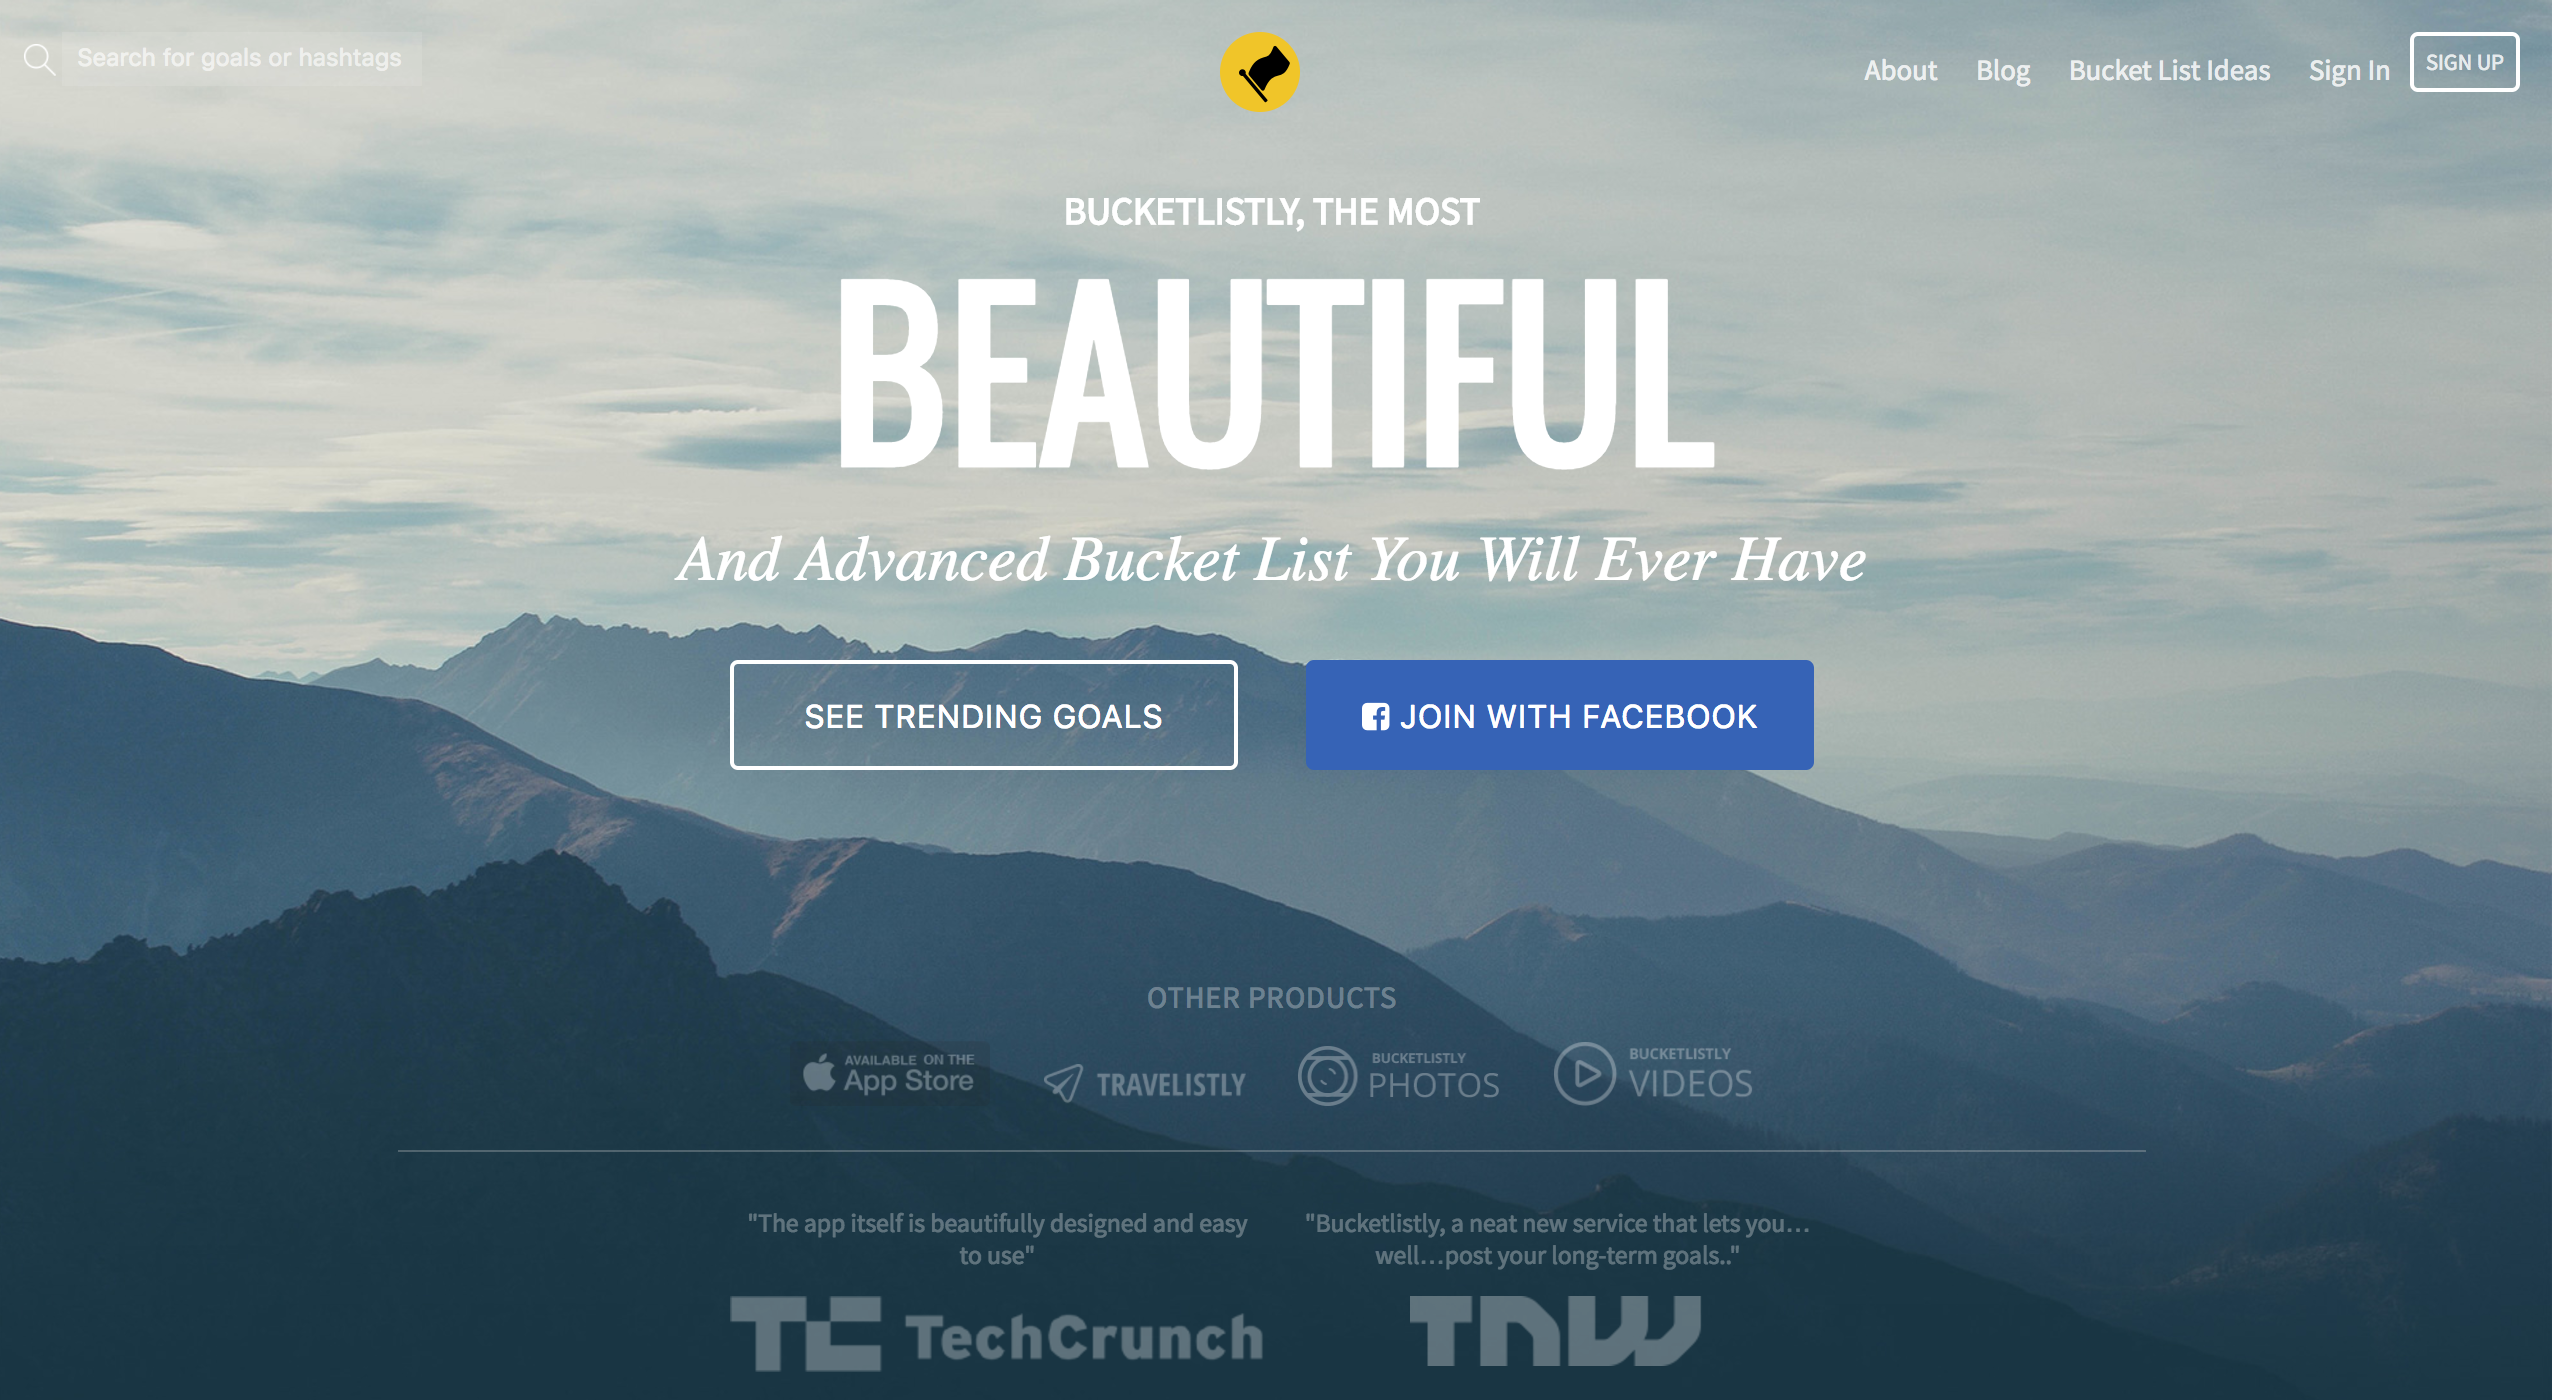 Search for goals or hashtags
About
Blog
Bucket List Ideas
Sign In
SIGN UP
BUCKETLISTLY, THE MOST
BEAUTIFUL
And Advanced Bucket List You Will Ever Have
SEE TRENDING GOALS
JOIN WITH FACEBOOK
OTHER PRODUCTS
AVAILABLE ON THE
App Store
TRAVELISTLY
BUCKETLISTLY
PHOTOS
BUCKETLISTLY
VIDEOS
"The app itself is beautifully designed and easy
to use"
TC TechCrunch
"Bucketlistly, a neat new service that lets you…
well…post your long-term goals.."
TNW